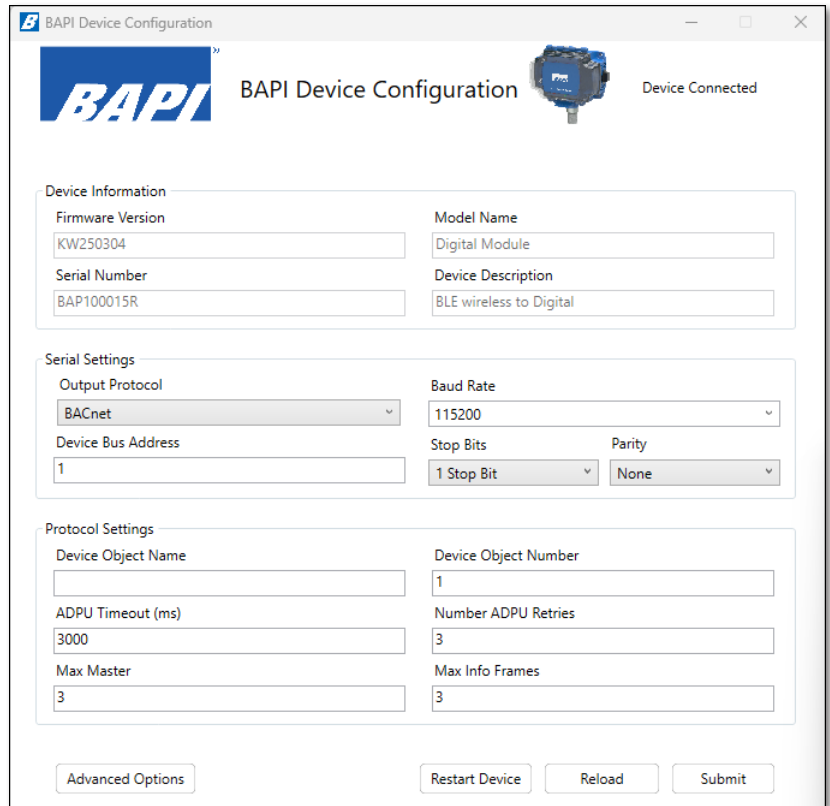 BAPI Device Configuration
BAPI
BAPI Device Configuration
Device Connected
Device Information
Firmware Version
Model Name
KW250304
Digital Module
Serial Number
Device Description
BAP100015R
BLE wireless to Digital
Serial Settings
Output Protocol
Baud Rate
BACnet
115200
Device Bus Address
Stop Bits
Parity
1
1 Stop Bit
None
Protocol Settings
Device Object Name
Device Object Number
1
ADPU Timeout (ms)
Number ADPU Retries
3000
3
Max Master
Max Info Frames
3
3
Advanced Options
Restart Device
Reload
Submit